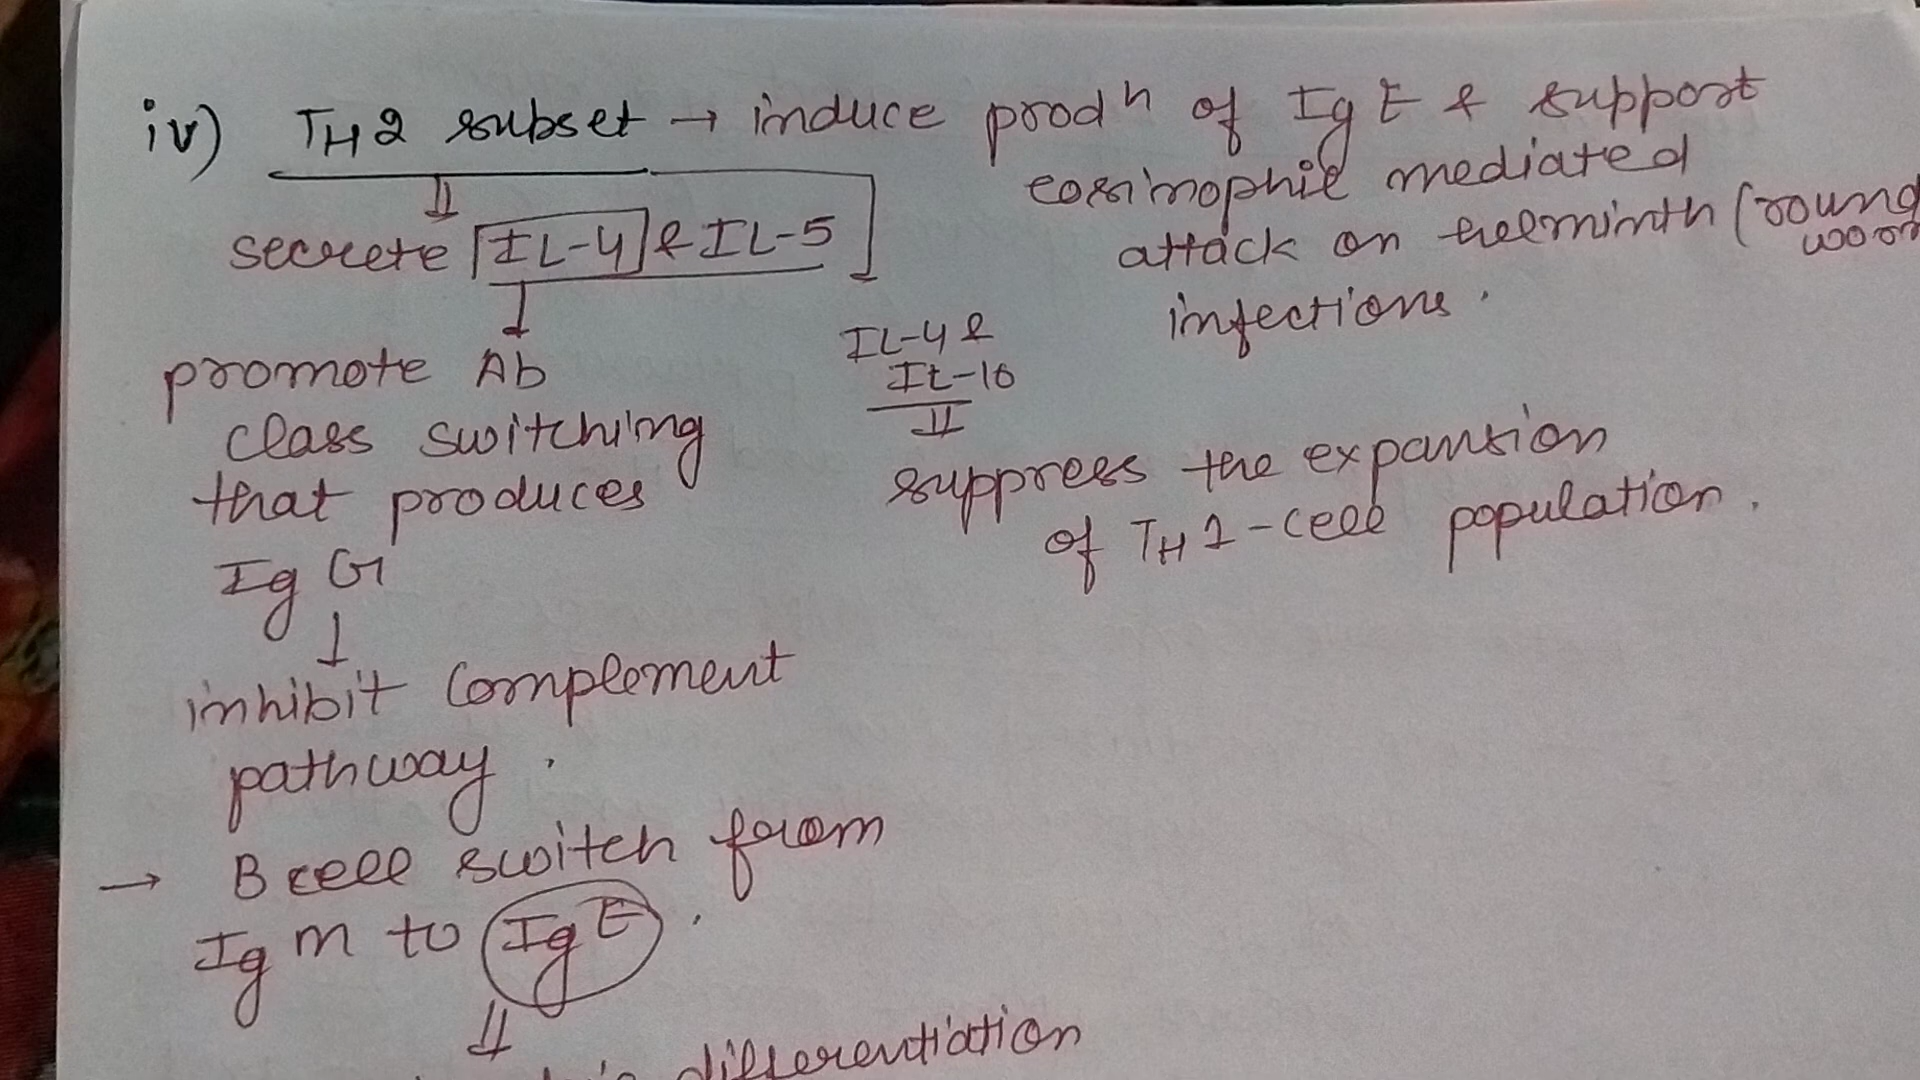 iv) TH2 subset → induce prodn of IgE & support
eosinophil mediated
attack on helminth (round
infections.
secrete IL-4 & IL-5
promote Ab
class switching
that produces
IgG1
inhibit complement
pathway.
→ B cell switch from
IgM to IgE.
differentiation
IL-4 &
IL-10
suppress the expansion
of TH1-cell population.